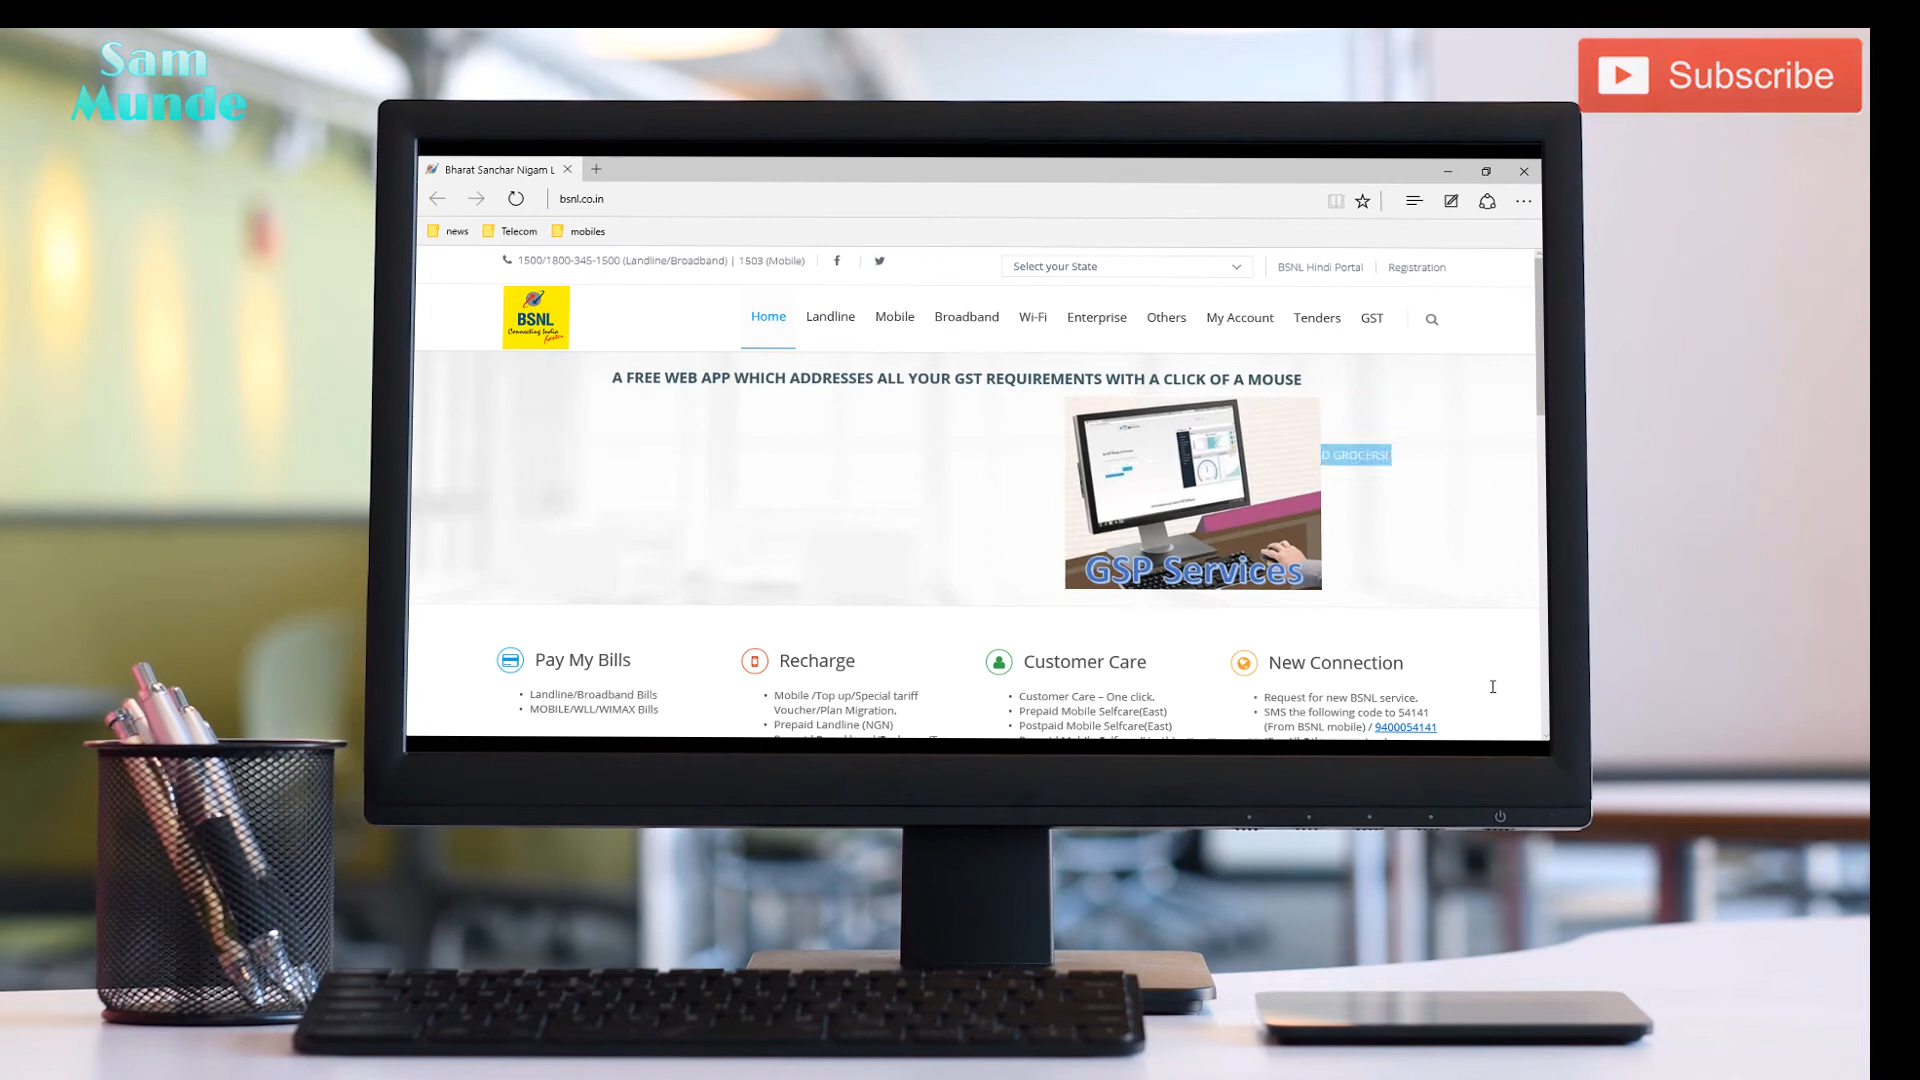 Sam
Munde
Subscribe
Bharat Sanchar Nigam L
bsnl.co.in
news
Telecom
mobiles
1500/1800-345-1500 (Landline/Broadband) | 1503 (Mobile)
Select your State
BSNL Hindi Portal
Registration
BSNL
Connecting India
Faster
Home
Landline
Mobile
Broadband
Wi-Fi
Enterprise
Others
My Account
Tenders
GST
A FREE WEB APP WHICH ADDRESSES ALL YOUR GST REQUIREMENTS WITH A CLICK OF A MOUSE
D GROCERS!
GSP Services
Pay My Bills
• Landline/Broadband Bills
• MOBILE/WLL/WIMAX Bills
Recharge
• Mobile /Top up/Special tariff
Voucher/Plan Migration.
• Prepaid Landline (NGN)
Customer Care
• Customer Care – One click.
• Prepaid Mobile Selfcare(East)
• Postpaid Mobile Selfcare(East)
New Connection
• Request for new BSNL service.
• SMS the following code to 54141
(From BSNL mobile) / 9400054141